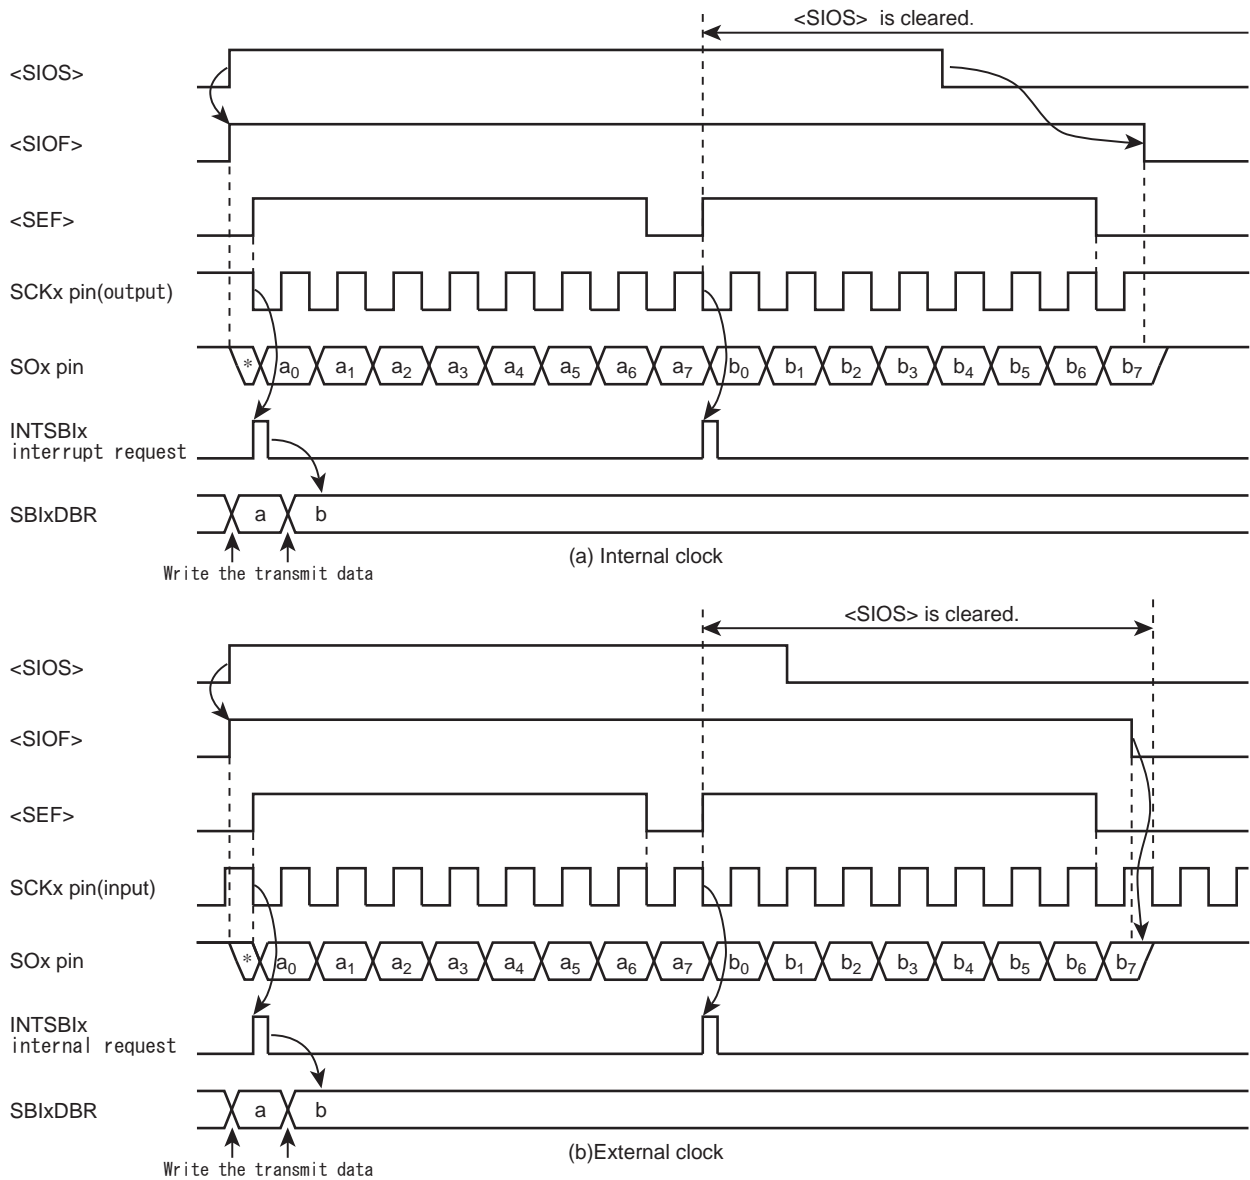 <SIOS> is cleared.
<SIOS>
<SIOF>
<SEF>
SCKx pin(output)
SOx pin
* a0 a1 a2 a3 a4 a5 a6 a7 b0 b1 b2 b3 b4 b5 b6 b7
INTSBIx
interrupt request
SBIxDBR
a b
(a) Internal clock
Write the transmit data
<SIOS> is cleared.
<SIOS>
<SIOF>
<SEF>
SCKx pin(input)
SOx pin
* a0 a1 a2 a3 a4 a5 a6 a7 b0 b1 b2 b3 b4 b5 b6 b7
INTSBIx
internal request
SBIxDBR
a b
(b)External clock
Write the transmit data